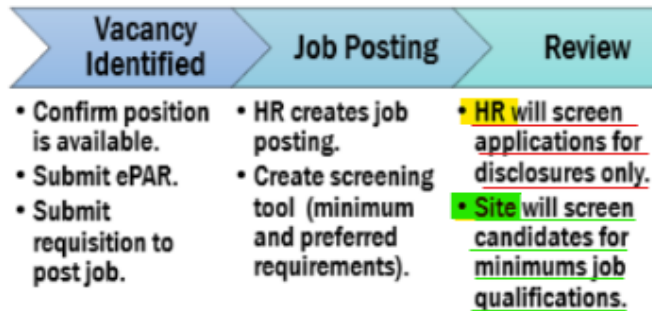 Vacancy
Identified
Job Posting
Review
• Confirm position
is available.
• Submit ePAR.
• Submit
requisition to
post job.
• HR creates job
posting.
• Create screening
tool (minimum
and preferred
requirements).
• HR will screen
applications for
disclosures only.
• Site will screen
candidates for
minimums job
qualifications.